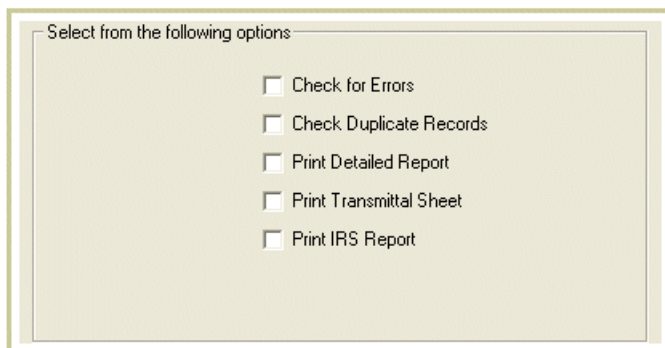 Select from the following options
Check for Errors
Check Duplicate Records
Print Detailed Report
Print Transmittal Sheet
Print IRS Report